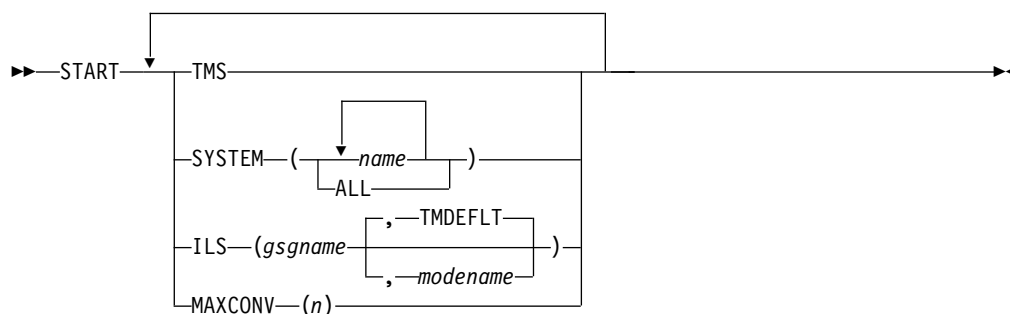 START TMS
SYSTEM ( name )
ALL
, TMDEFLT
ILS (gsgname )
, modename
MAXCONV (n)